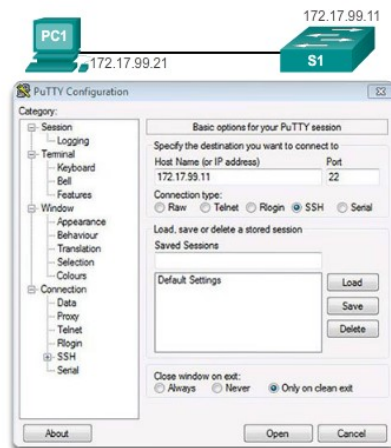 172.17.99.11
PC1
S1
172.17.99.21
PuTTY Configuration
Category:
Session
Logging
Terminal
Keyboard
Bell
Features
Window
Appearance
Behaviour
Translation
Selection
Colours
Connection
Data
Proxy
Telnet
Rlogin
SSH
Serial
Basic options for your PuTTY session
Specify the destination you want to connect to
Host Name (or IP address) Port
172.17.99.11 22
Connection type:
Raw Telnet Rlogin SSH Serial
Load, save or delete a stored session
Saved Sessions
Default Settings
Load
Save
Delete
Close window on exit:
Always Never Only on clean exit
About Open Cancel